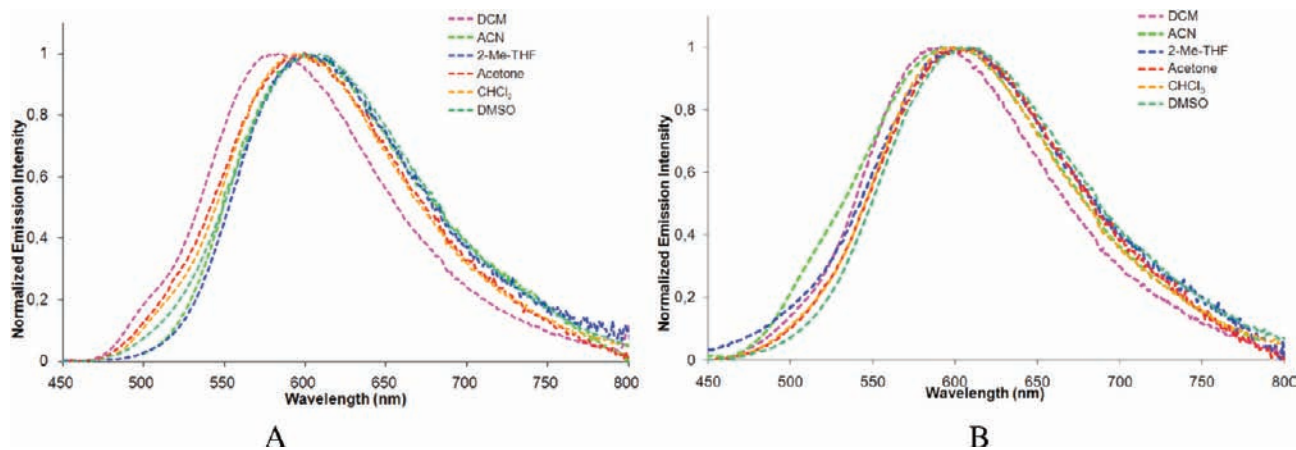 DCM
ACN
2-Me-THF
Acetone
CHCl3
DMSO
Normalized Emission Intensity
1
0,8
0,6
0,4
0,2
0
450 500 550 600 650 700 750 800
Wavelength (nm)
A
DCM
ACN
2-Me-THF
Acetone
CHCl3
DMSO
Normalized Emission Intensity
1
0,8
0,6
0,4
0,2
0
450 500 550 600 650 700 750 800
Wavelength (nm)
B